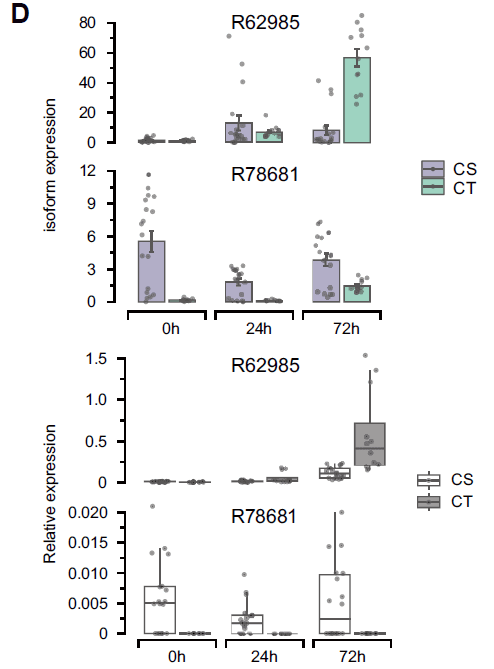 D
R62985
80
60
40
20
0
isoform expression
R78681
12
9
6
3
0
0h 24h 72h
CS
CT
R62985
1.5
1.0
0.5
0
Relative expression
R78681
0.020
0.015
0.010
0.005
0
0h 24h 72h
CS
CT